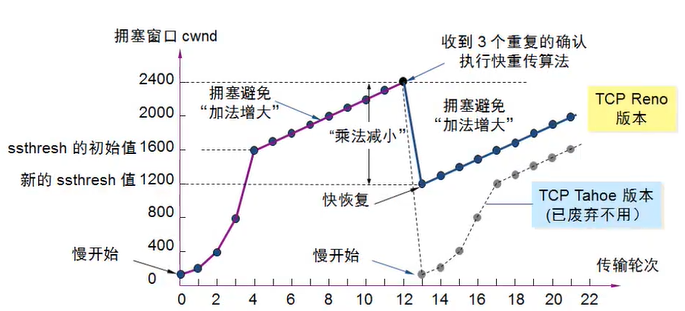 拥塞窗口 cwnd
收到 3 个重复的确认
执行快重传算法
2400
2000
1600
1200
800
400
0
ssthresh 的初始值
新的 ssthresh 值
慢开始
拥塞避免
“加法增大”
“乘法减小”
拥塞避免
“加法增大”
TCP Reno
版本
快恢复
TCP Tahoe 版本
(已废弃不用）
慢开始
传输轮次
0 2 4 6 8 10 12 14 16 18 20 22